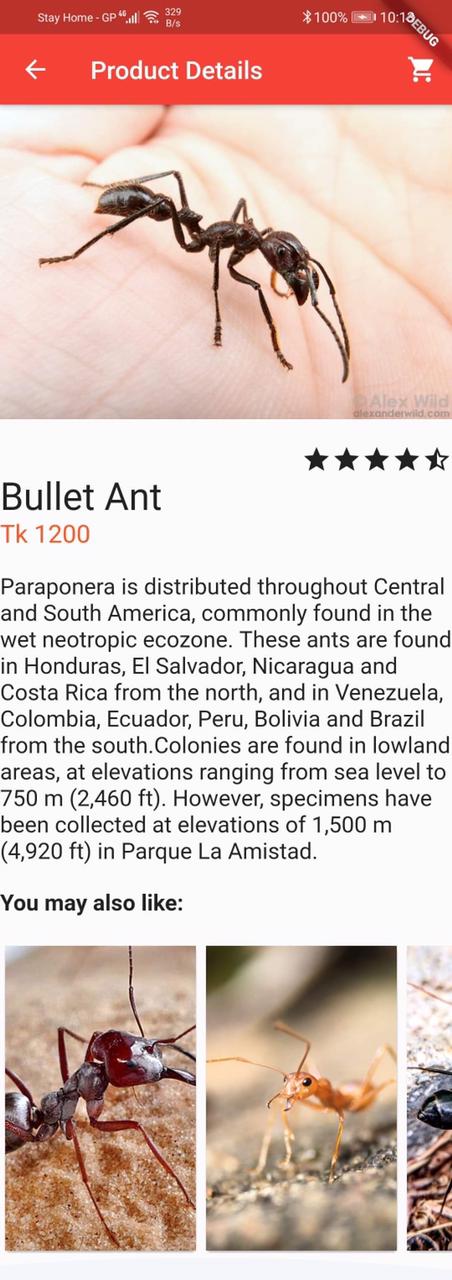 Stay Home - GP 4G 329 B/s 100% 10:1
DEBUG
Product Details
©Alex Wild
alexanderwild.com
Bullet Ant
Tk 1200
Paraponera is distributed throughout Central
and South America, commonly found in the
wet neotropic ecozone. These ants are found
in Honduras, El Salvador, Nicaragua and
Costa Rica from the north, and in Venezuela,
Colombia, Ecuador, Peru, Bolivia and Brazil
from the south.Colonies are found in lowland
areas, at elevations ranging from sea level to
750 m (2,460 ft). However, specimens have
been collected at elevations of 1,500 m
(4,920 ft) in Parque La Amistad.
You may also like: